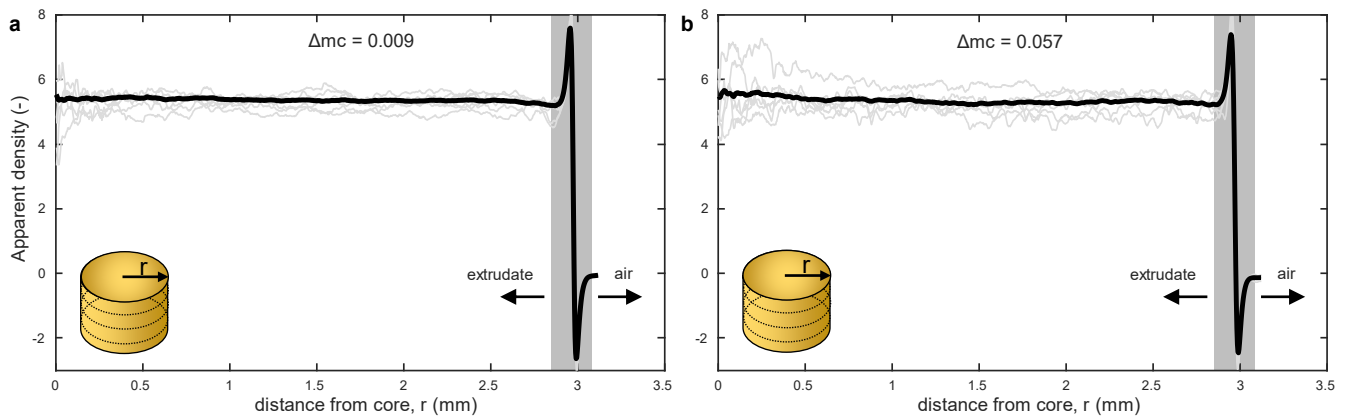 a
Δmc = 0.009
Apparent density (-)
8
6
4
2
0
-2
r
extrudate
air
0
0.5
1
1.5
2
2.5
3
3.5
distance from core, r (mm)
b
Δmc = 0.057
8
6
4
2
0
-2
r
extrudate
air
0
0.5
1
1.5
2
2.5
3
3.5
distance from core, r (mm)